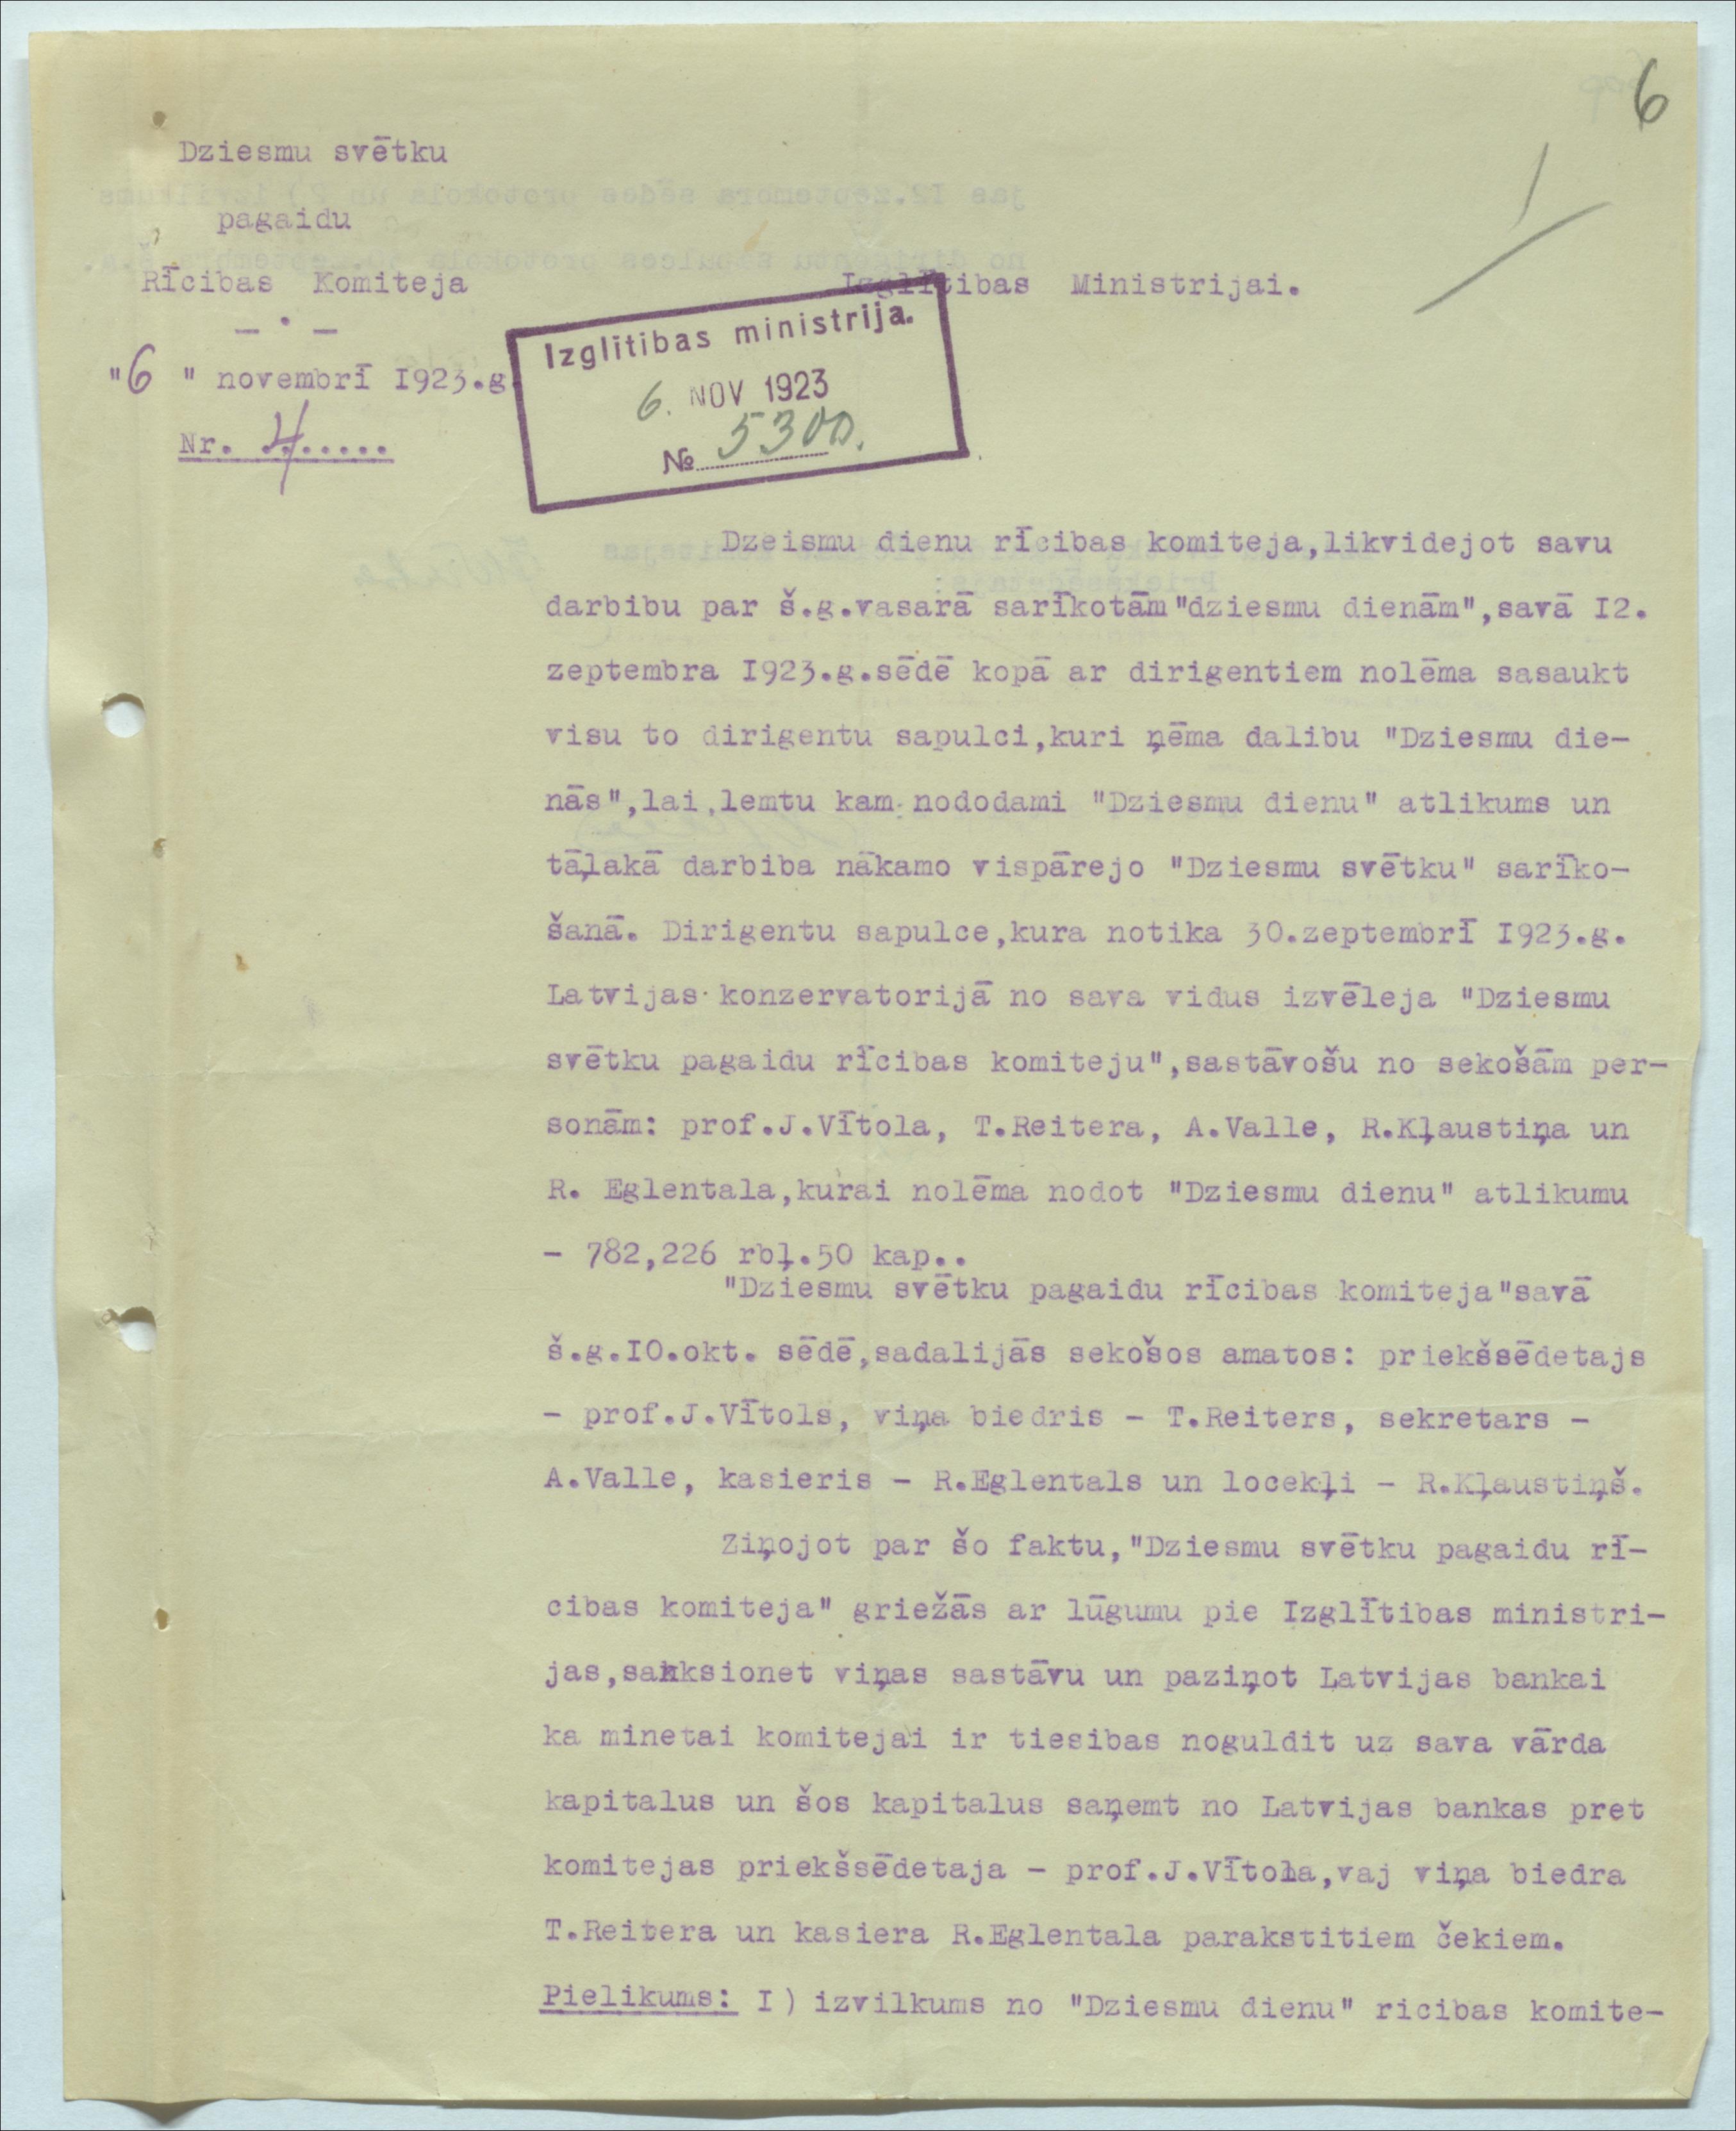 6
Dziesmu svētku
pagaidu
Rīcibas Komiteja
— • —
"6 " novembrī I923.g.
Nr. 4.....
Izglītibas Ministrijai.
Izglītibas ministrija.
6. NOV 1923
№ 5300.
Dzeismu dienu rīcibas komiteja,likvidejot savu
darbibu par š.g.vasarā sarīkotām"dziesmu dienām",savā I2.
zeptembra I923.g.sēdē kopā ar dirigentiem nolēma sasaukt
visu to dirigentu sapulci,kuri ņēma dalibu "Dziesmu die-
nās",lai,lemtu kam nododami "Dziesmu dienu" atlikums un
tāļakā darbiba nākamo vispārejo "Dziesmu svētku" sarīko-
šanā. Dirigentu sapulce,kura notika 30.zeptembrī I923.g.
Latvijas konzervatorijā no sava vidus izvēleja "Dziesmu
svētku pagaidu rīcibas komiteju",sastāvošu no sekošām per-
sonām: prof.J.Vītola, T.Reitera, A.Valle, R.Kļaustiņa un
R. Eglentala,kurai nolēma nodot "Dziesmu dienu" atlikumu
- 782,226 rbļ.50 kap..
"Dziesmu svētku pagaidu rīcibas komiteja"savā
š.g.IO.okt. sēdē,sadalijās sekošos amatos: priekšsēdetajs
- prof.J.Vītols, viņa biedris - T.Reiters, sekretars -
A.Valle, kasieris - R.Eglentals un locekļi - R.Kļaustiņš.
Ziņojot par šo faktu,"Dziesmu svētku pagaidu rī-
cibas komiteja" griežās ar lūgumu pie Izglītibas ministri-
jas,sanksionet viņas sastāvu un paziņot Latvijas bankai
ka minetai komitejai ir tiesibas noguldit uz sava vārda
kapitalus un šos kapitalus saņemt no Latvijas bankas pret
komitejas priekšsēdetaja - prof.J.Vītola,vaj viņa biedra
T.Reitera un kasiera R.Eglentala parakstitiem čekiem.
Pielikums: I) izvilkums no "Dziesmu dienu" ricibas komite-